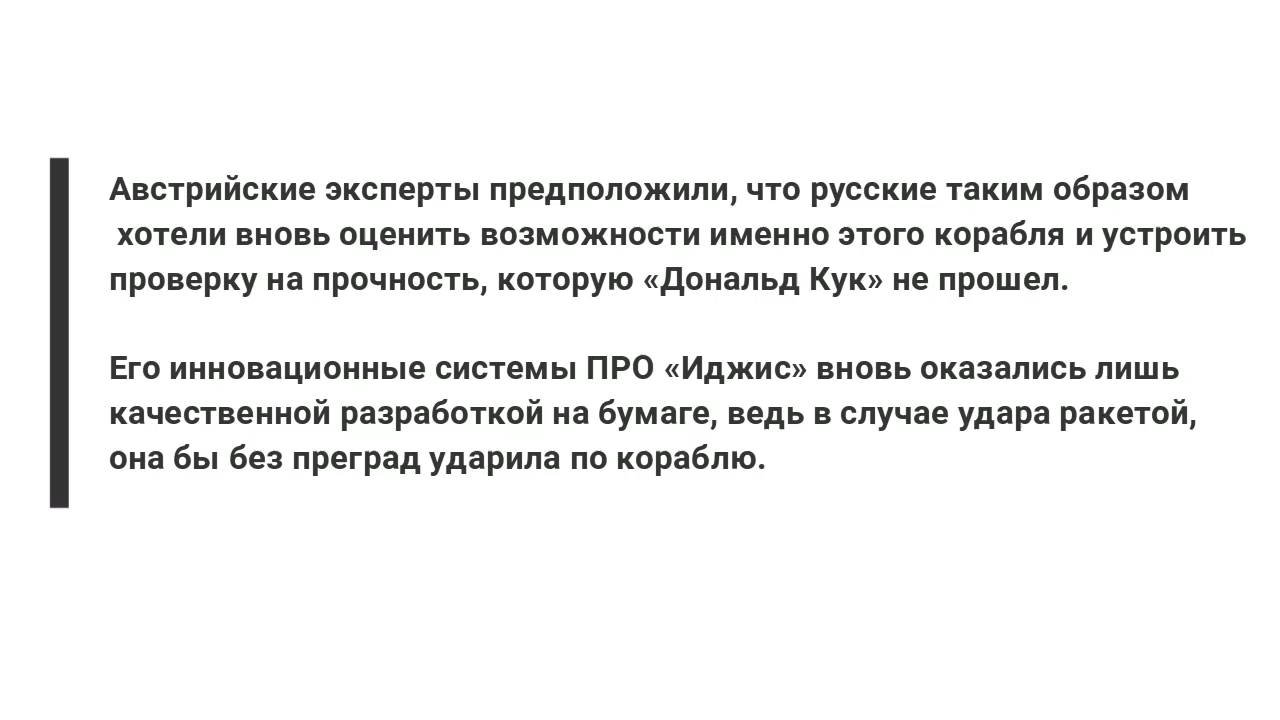 Австрийские эксперты предположили, что русские таким образом
хотели вновь оценить возможности именно этого корабля и устроить
проверку на прочность, которую «Дональд Кук» не прошел.
Его инновационные системы ПРО «Иджис» вновь оказались лишь
качественной разработкой на бумаге, ведь в случае удара ракетой,
она бы без преград ударила по кораблю.